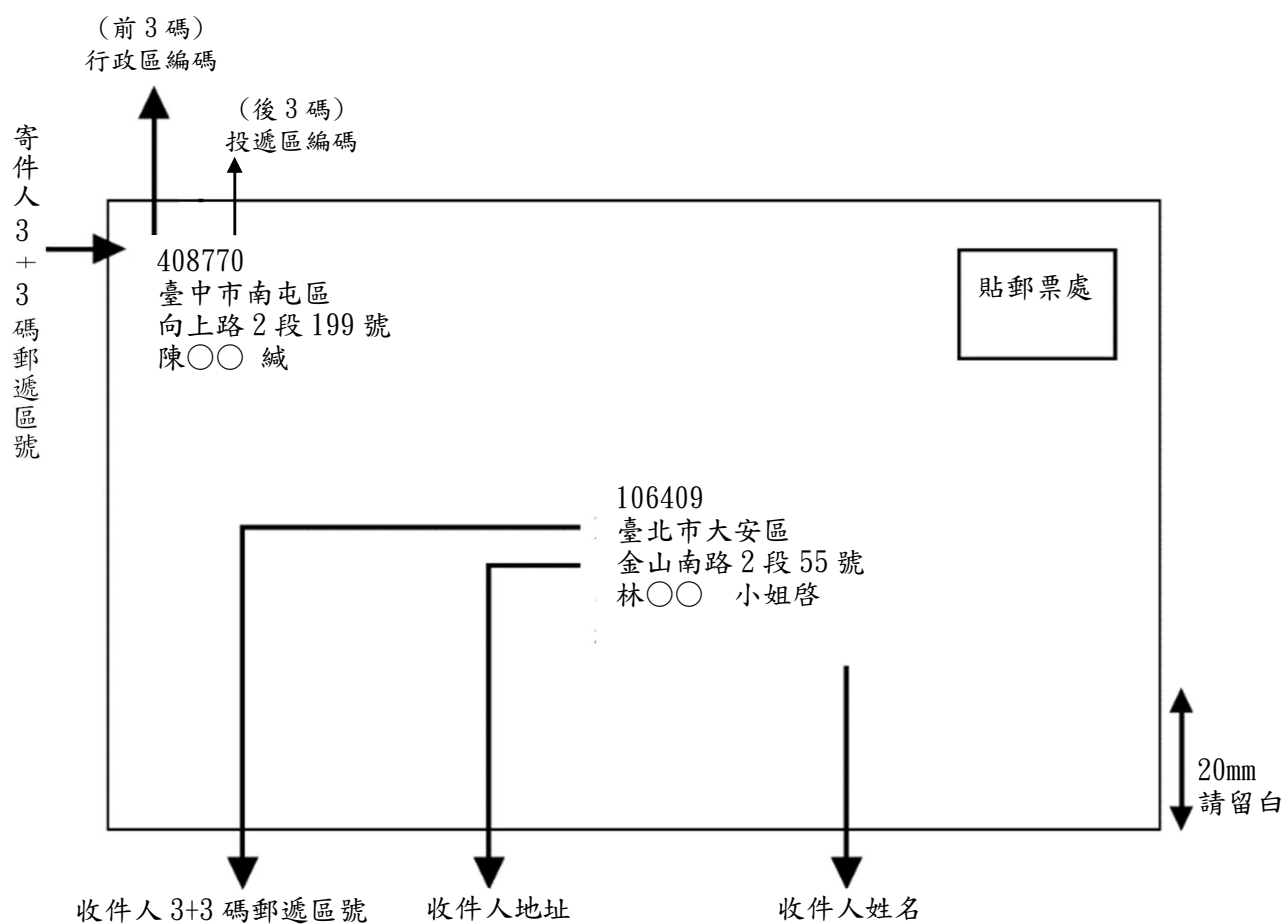 （前 3 碼）
行政區編碼
（後 3 碼）
投遞區編碼
寄件人 3 + 3 碼郵遞區號
408770
臺中市南屯區
向上路 2 段 199 號
陳○○ 緘
貼郵票處
106409
臺北市大安區
金山南路 2 段 55 號
林○○　小姐啓
20mm
請留白
收件人 3+3 碼郵遞區號
收件人地址
收件人姓名